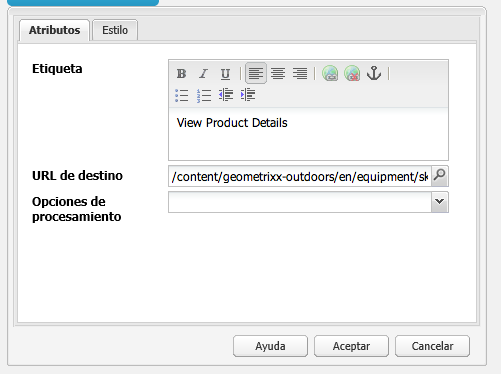 Atributos Estilo
Etiqueta
B I U
View Product Details
URL de destino /content/geometrixx-outdoors/en/equipment/sk
Opciones de
procesamiento
Ayuda Aceptar Cancelar